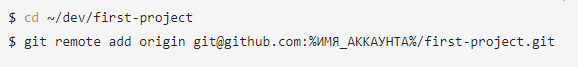 $ cd ~/dev/first-project
$ git remote add origin git@github.com:%ИМЯ_АККАУНТА%/first-project.git